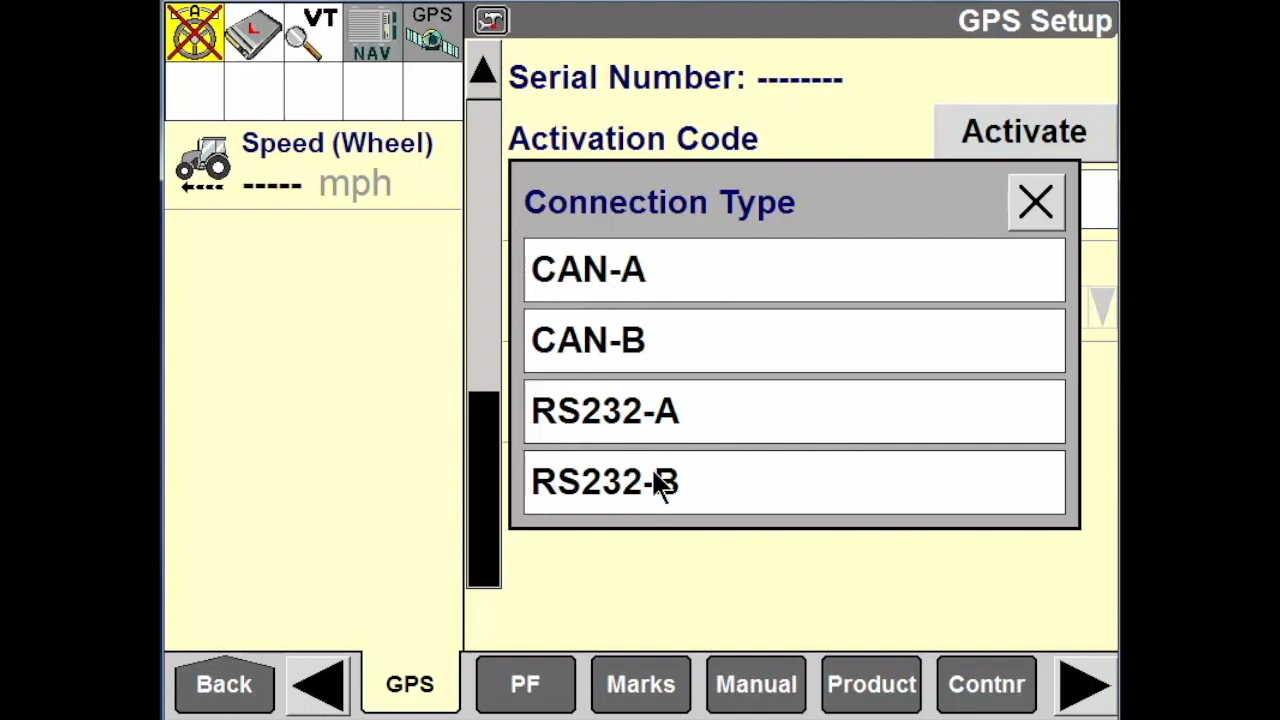 VT
GPS
NAV
L
GPS Setup
Speed (Wheel)
----- mph
Serial Number: --------
Activation Code
Activate
Connection Type
CAN-A
CAN-B
RS232-A
RS232-B
Back
GPS
PF
Marks
Manual
Product
Contnr